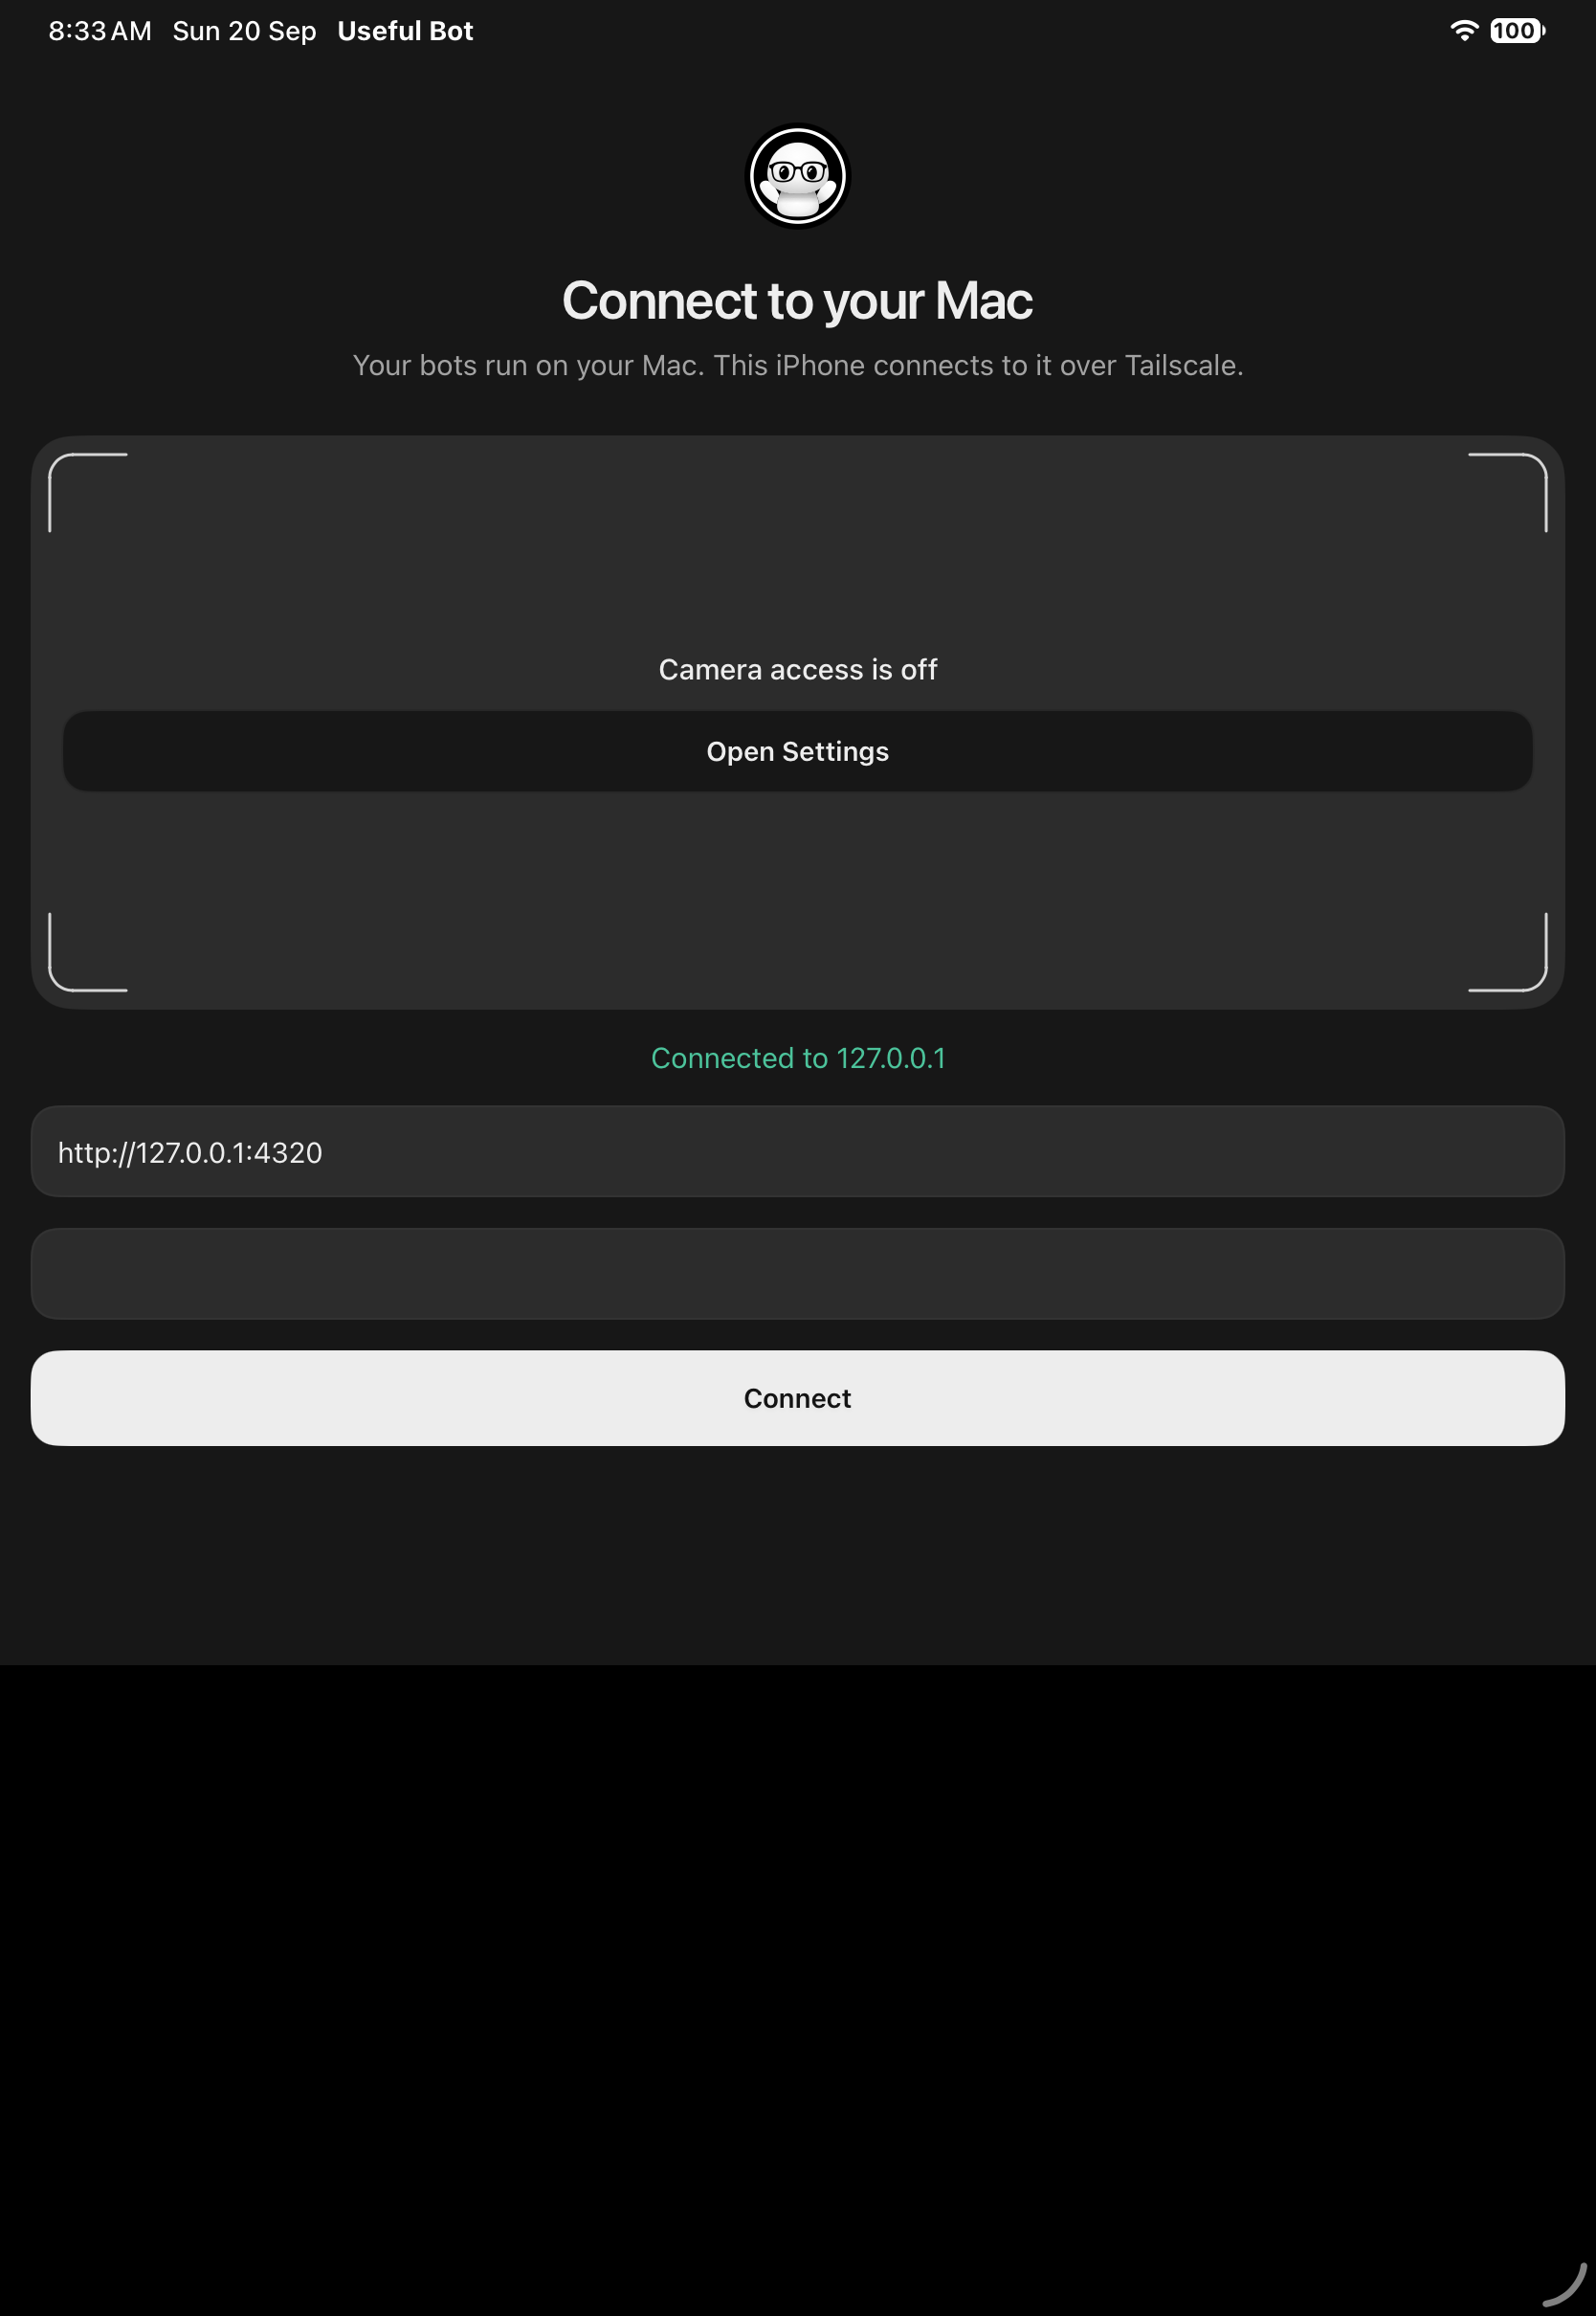 8:33 AM Sun 20 Sep Useful Bot
100
Connect to your Mac
Your bots run on your Mac. This iPhone connects to it over Tailscale.
Camera access is off
Open Settings
Connected to 127.0.0.1
http://127.0.0.1:4320
Connect